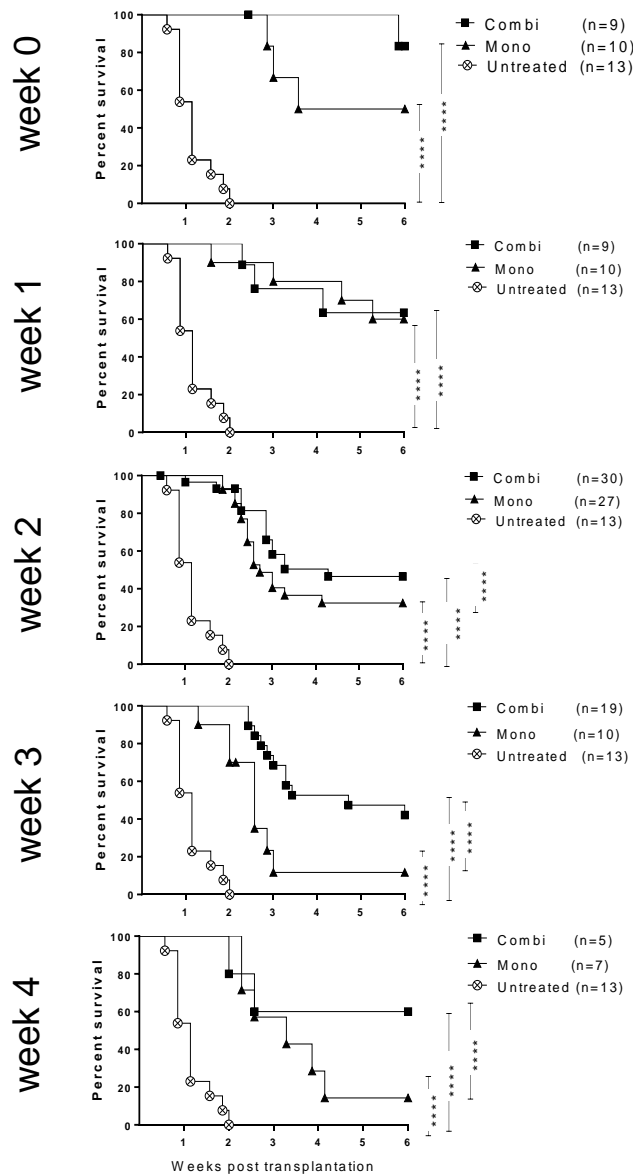 week 0
Percent survival
100
80
60
40
20
0
1 2 3 4 5 6
Combi (n=9)
Mono (n=10)
Untreated (n=13)
****
****
week 1
Percent survival
100
80
60
40
20
0
1 2 3 4 5 6
Combi (n=9)
Mono (n=10)
Untreated (n=13)
****
****
week 2
Percent survival
100
80
60
40
20
0
1 2 3 4 5 6
Combi (n=30)
Mono (n=27)
Untreated (n=13)
****
****
****
week 3
Percent survival
100
80
60
40
20
0
1 2 3 4 5 6
Combi (n=19)
Mono (n=10)
Untreated (n=13)
****
****
****
week 4
Percent survival
100
80
60
40
20
0
1 2 3 4 5 6
Combi (n=5)
Mono (n=7)
Untreated (n=13)
****
****
****
Weeks post transplantation